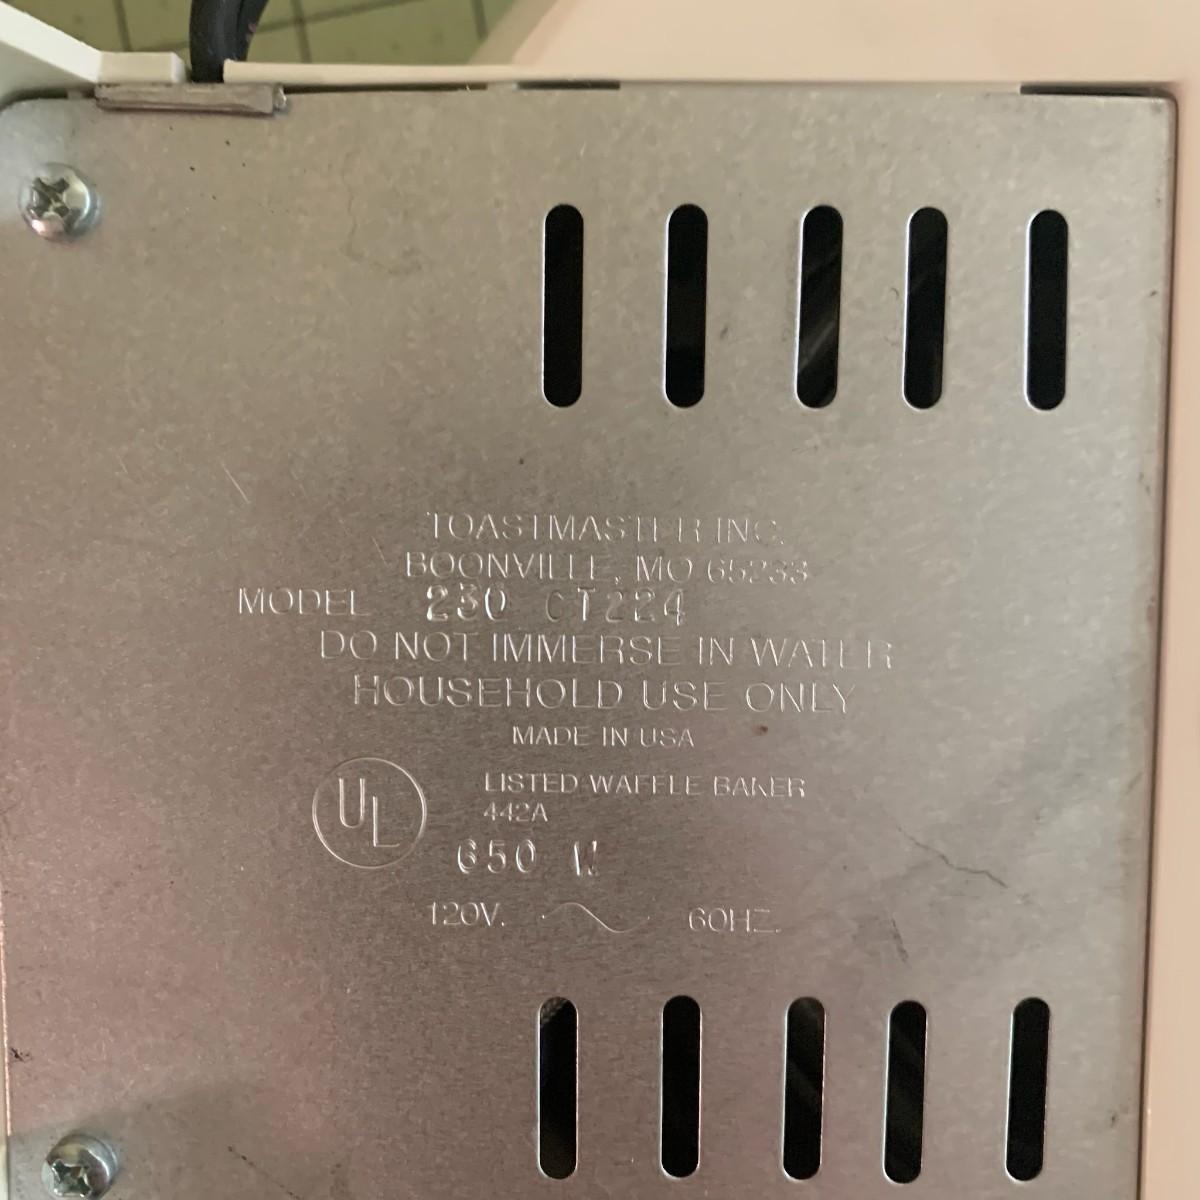 TOASTMASTER INC.
BOONVILLE, MO 65233
MODEL 230 CT224
DO NOT IMMERSE IN WATER
HOUSEHOLD USE ONLY
MADE IN USA
UL LISTED WAFFLE BAKER
442A
650 W
120V. 60HZ.